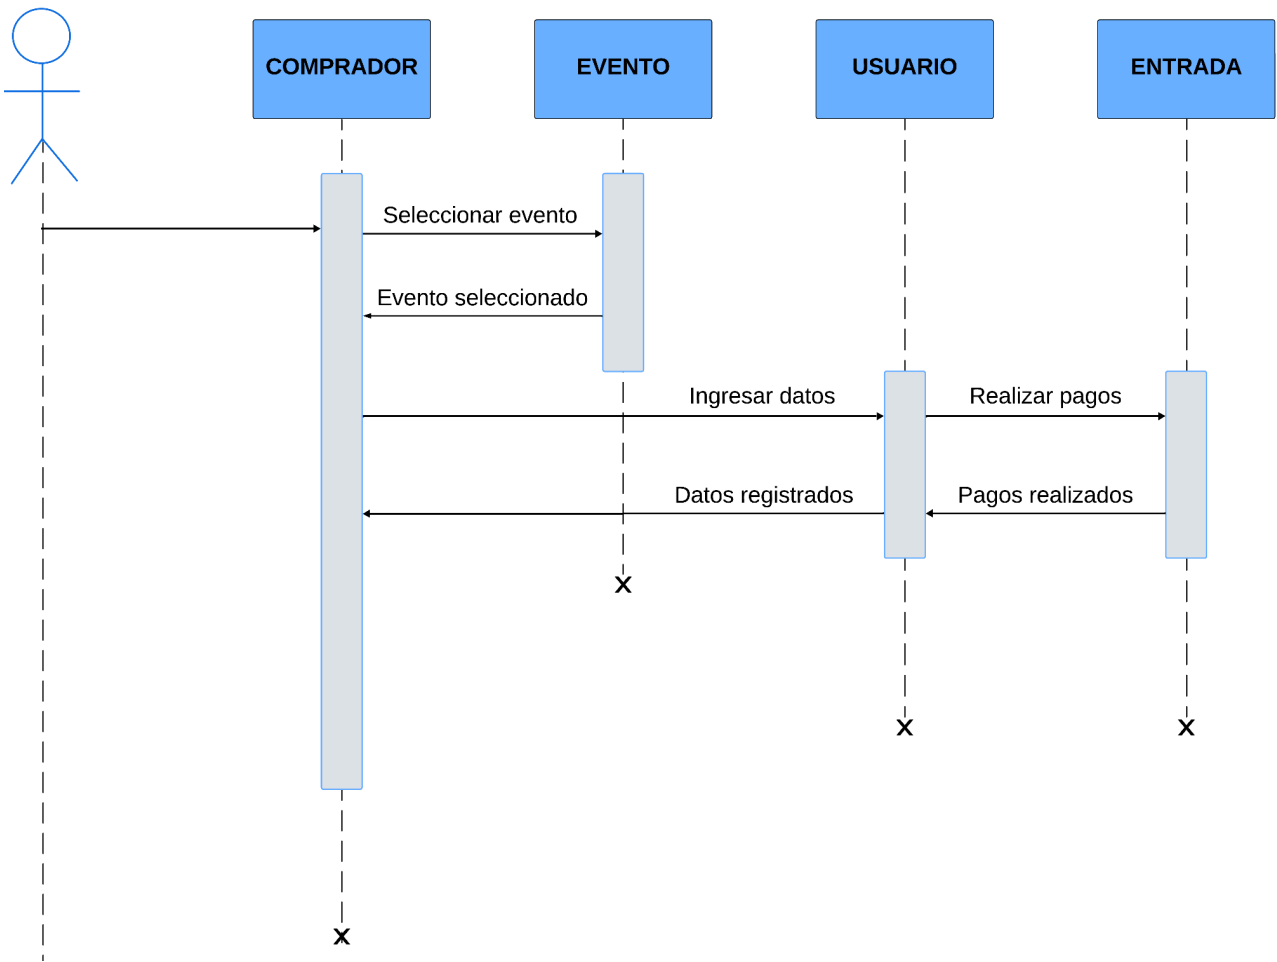 COMPRADOR
EVENTO
USUARIO
ENTRADA
Seleccionar evento
Evento seleccionado
Ingresar datos
Realizar pagos
Datos registrados
Pagos realizados
X
X
X
X